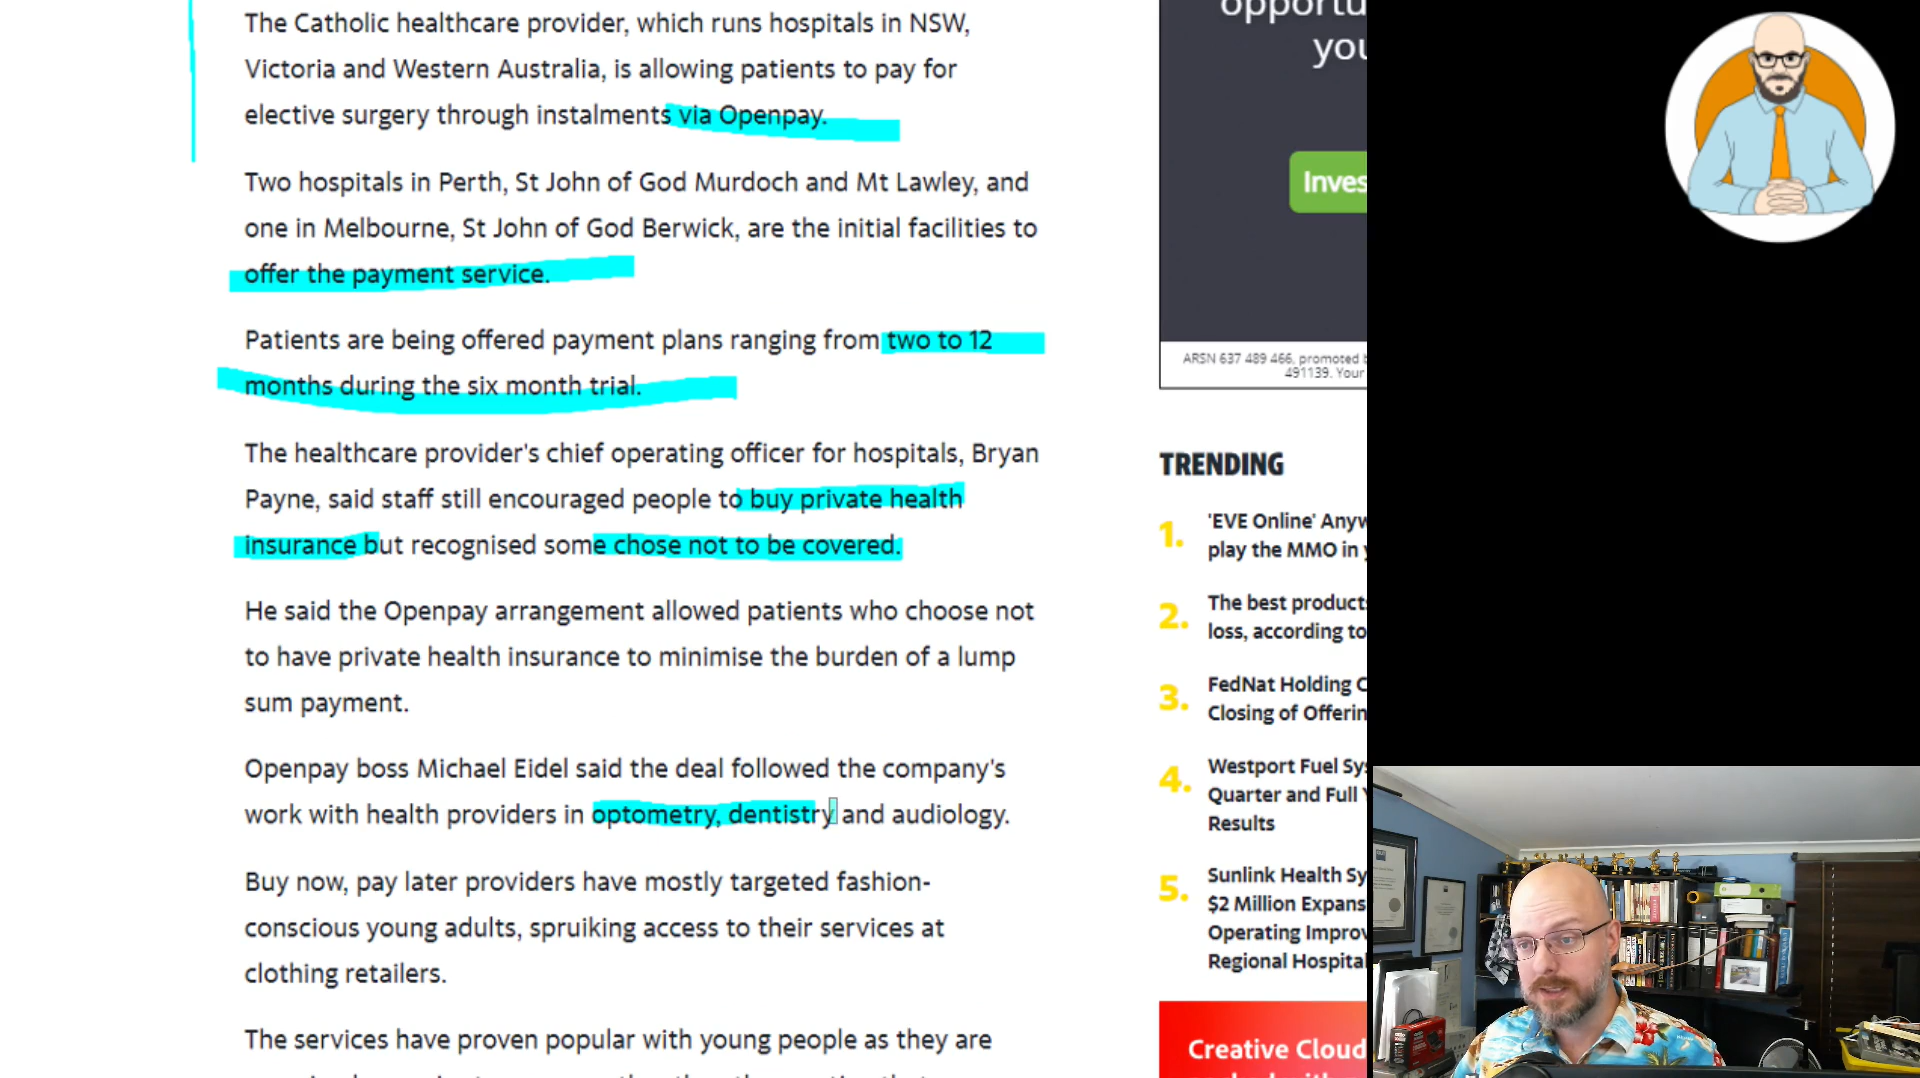 The Catholic healthcare provider, which runs hospitals in NSW,
Victoria and Western Australia, is allowing patients to pay for
elective surgery through instalments via Openpay.
Two hospitals in Perth, St John of God Murdoch and Mt Lawley, and
one in Melbourne, St John of God Berwick, are the initial facilities to
offer the payment service.
Patients are being offered payment plans ranging from two to 12
months during the six month trial.
The healthcare provider's chief operating officer for hospitals, Bryan
Payne, said staff still encouraged people to buy private health
insurance but recognised some chose not to be covered.
He said the Openpay arrangement allowed patients who choose not
to have private health insurance to minimise the burden of a lump
sum payment.
Openpay boss Michael Eidel said the deal followed the company's
work with health providers in optometry, dentistry and audiology.
Buy now, pay later providers have mostly targeted fashion-
conscious young adults, spruiking access to their services at
clothing retailers.
The services have proven popular with young people as they are
opportu
you
Inves
ARSN 637 489 466, promoted
491139. Your
TRENDING
1.
'EVE Online' Anyw
play the MMO in
2.
The best product
loss, according to
3.
FedNat Holding C
Closing of Offerin
4.
Westport Fuel Sys
Quarter and Full
Results
5.
Sunlink Health Sy
$2 Million Expans
Operating Improv
Regional Hospital
Creative Cloud